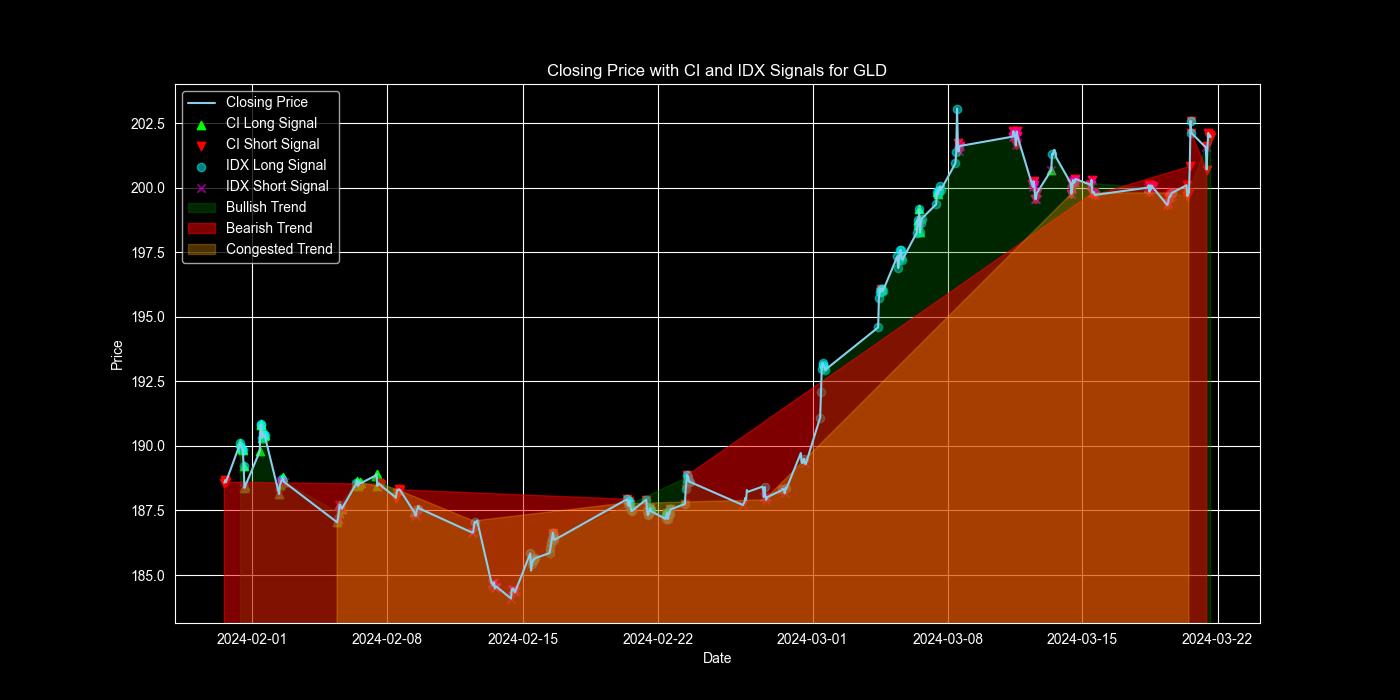 Closing Price with CI and IDX Signals for GLD
Closing Price
CI Long Signal
CI Short Signal
IDX Long Signal
IDX Short Signal
Bullish Trend
Bearish Trend
Congested Trend
202.5
200.0
197.5
195.0
192.5
190.0
187.5
185.0
Price
2024-02-01
2024-02-08
2024-02-15
2024-02-22
2024-03-01
2024-03-08
2024-03-15
2024-03-22
Date